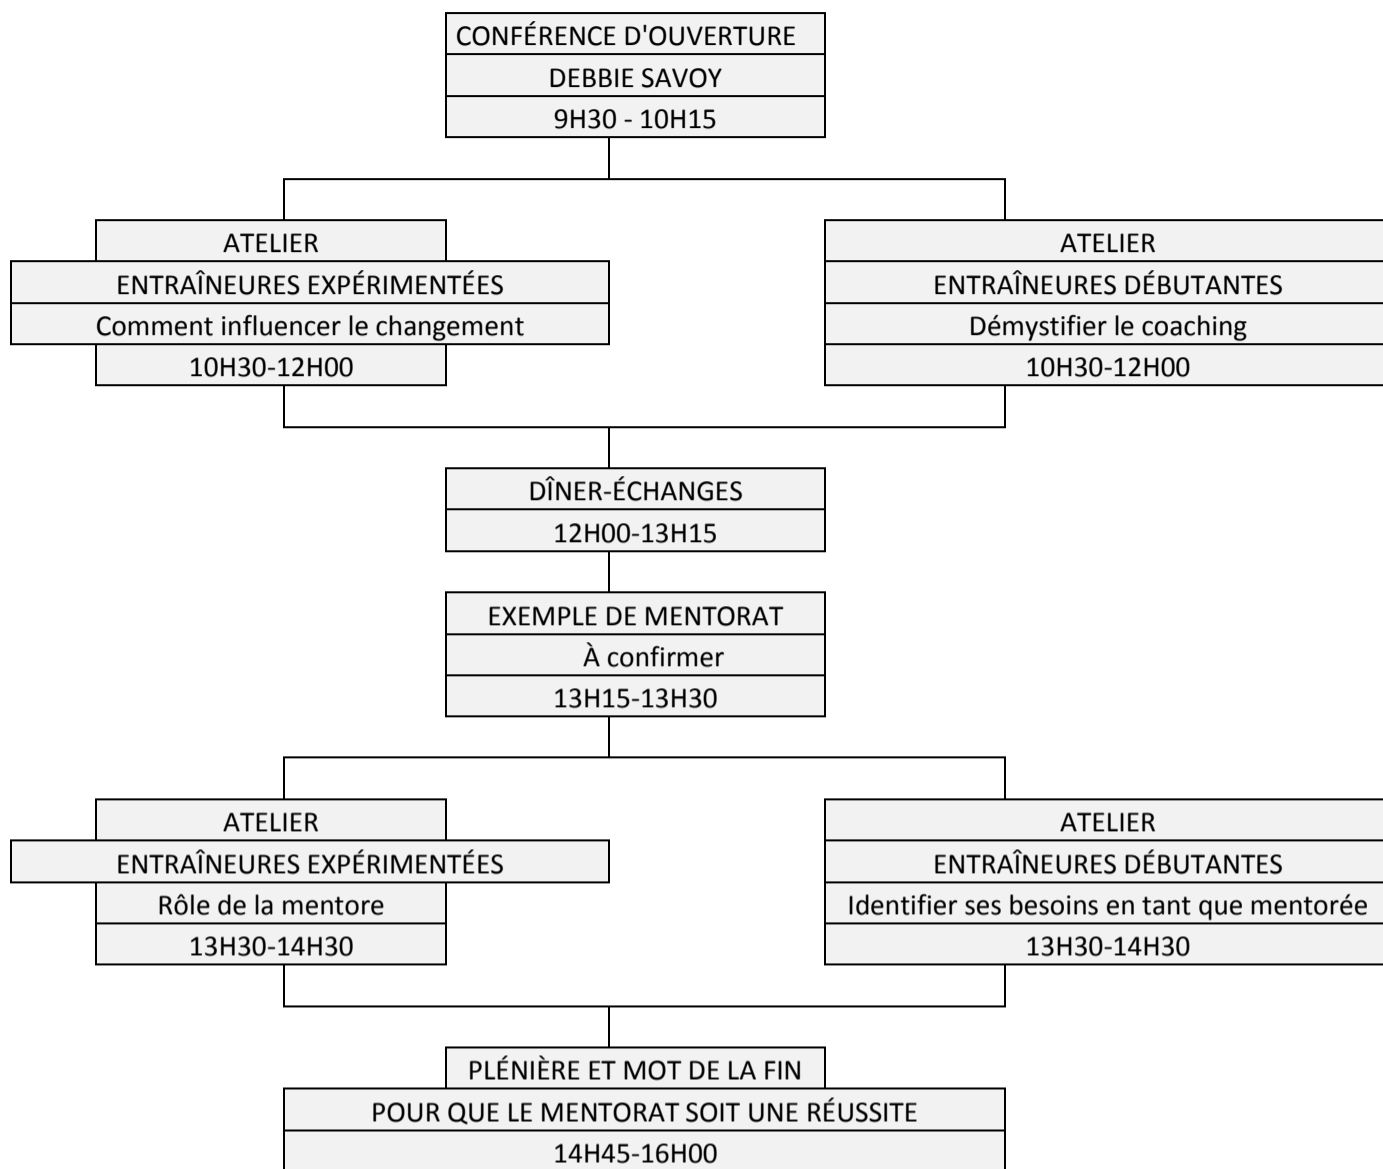 CONFÉRENCE D'OUVERTURE
DEBBIE SAVOY
9H30 - 10H15
ATELIER
ENTRAÎNEURES EXPÉRIMENTÉES
Comment influencer le changement
10H30-12H00
ATELIER
ENTRAÎNEURES DÉBUTANTES
Démystifier le coaching
10H30-12H00
DÎNER-ÉCHANGES
12H00-13H15
EXEMPLE DE MENTORAT
À confirmer
13H15-13H30
ATELIER
ENTRAÎNEURES EXPÉRIMENTÉES
Rôle de la mentore
13H30-14H30
ATELIER
ENTRAÎNEURES DÉBUTANTES
Identifier ses besoins en tant que mentorée
13H30-14H30
PLÉNIÈRE ET MOT DE LA FIN
POUR QUE LE MENTORAT SOIT UNE RÉUSSITE
14H45-16H00